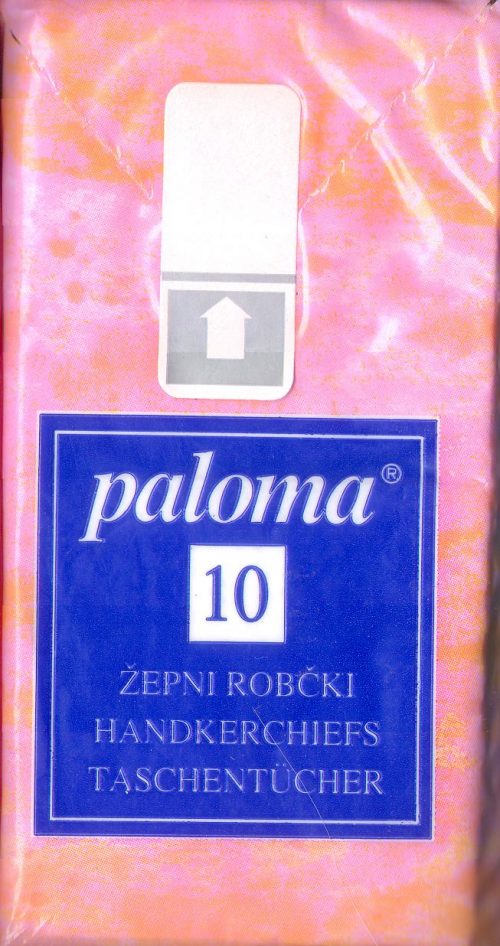 paloma®
10
ŽEPNI ROBČKI
HANDKERCHIEFS
TASCHENTÜCHER